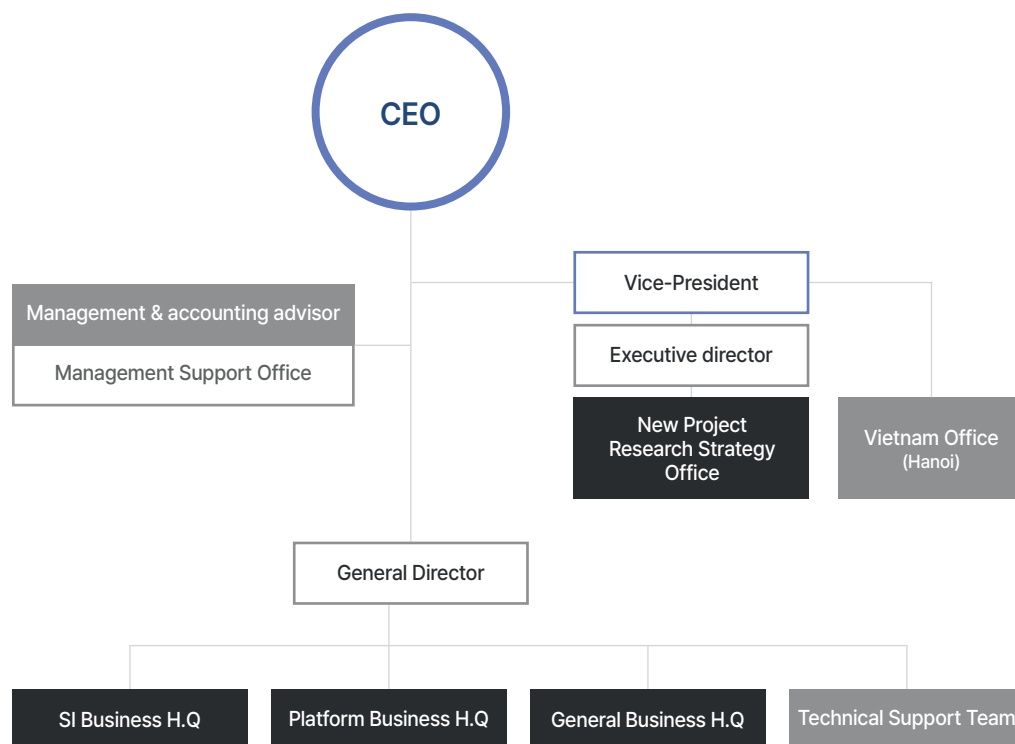 CEO
Vice-President
Management & accounting advisor
Management Support Office
Executive director
New Project
Research Strategy
Office
Vietnam Office
(Hanoi)
General Director
SI Business H.Q
Platform Business H.Q
General Business H.Q
Technical Support Team